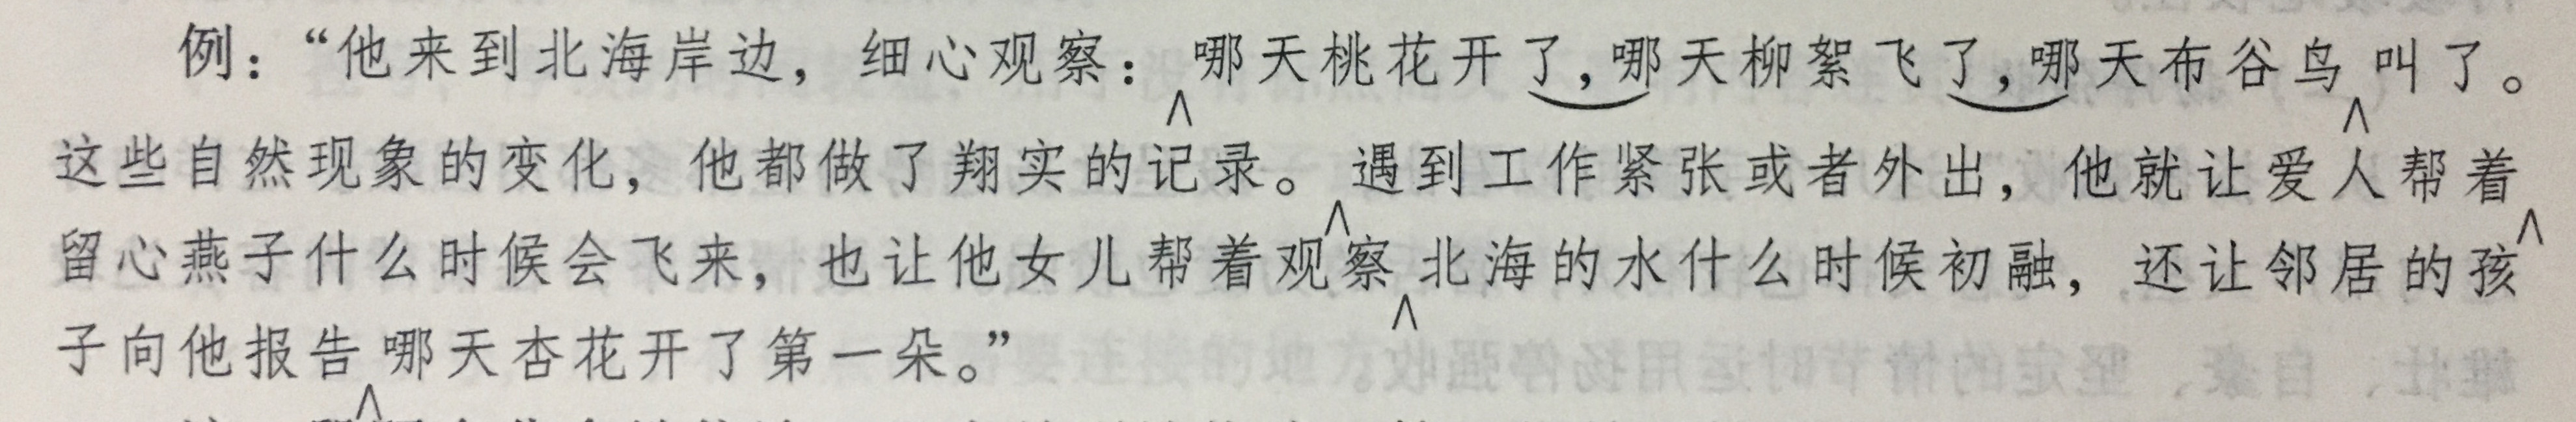 例：“他来到北海岸边，细心观察：∧哪天桃花开了，哪天柳絮飞了，哪天布谷鸟∧叫了。
这些自然现象的变化，他都做了翔实的记录。∧遇到工作紧张或者外出，他就让爱人帮着∧
留心燕子什么时候会飞来，也让他女儿帮着观察∧北海的水什么时候初融，还让邻居的孩
子向他报告∧哪天杏花开了第一朵。”